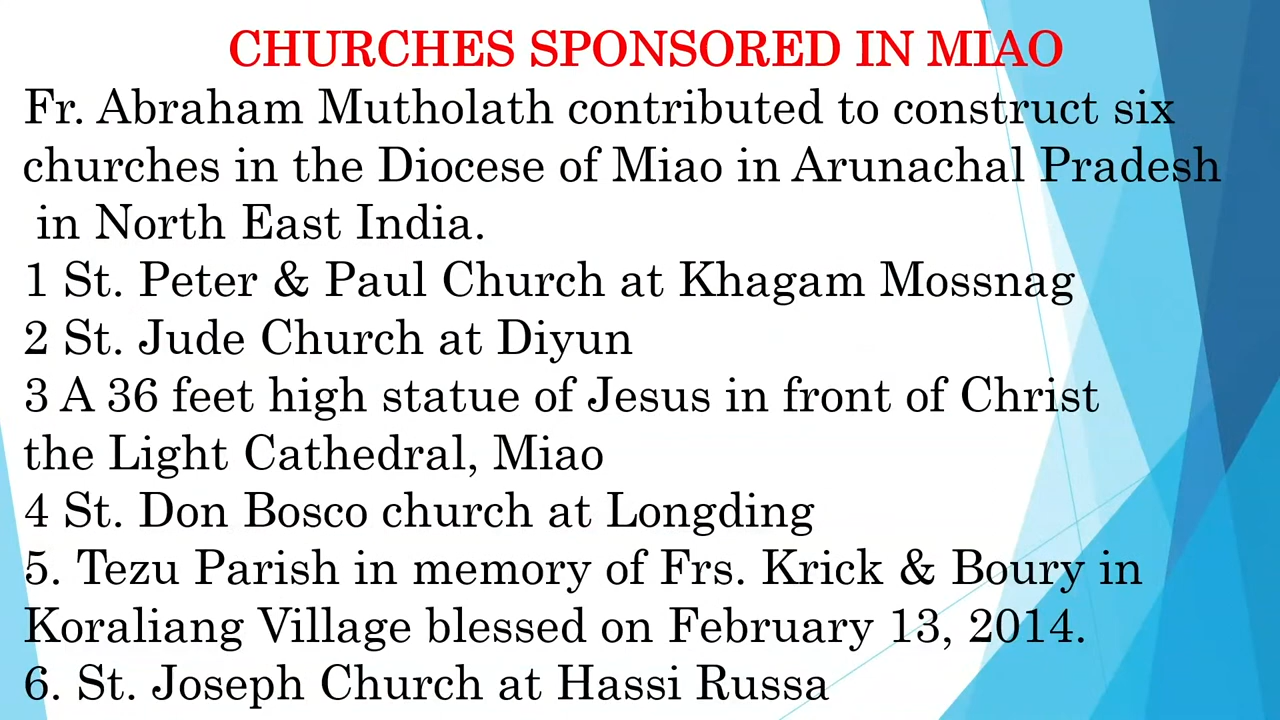 CHURCHES SPONSORED IN MIAO
Fr. Abraham Mutholath contributed to construct six
churches in the Diocese of Miao in Arunachal Pradesh
in North East India.
1 St. Peter & Paul Church at Khagam Mossnag
2 St. Jude Church at Diyun
3 A 36 feet high statue of Jesus in front of Christ
the Light Cathedral, Miao
4 St. Don Bosco church at Longding
5. Tezu Parish in memory of Frs. Krick & Boury in
Koraliang Village blessed on February 13, 2014.
6. St. Joseph Church at Hassi Russa